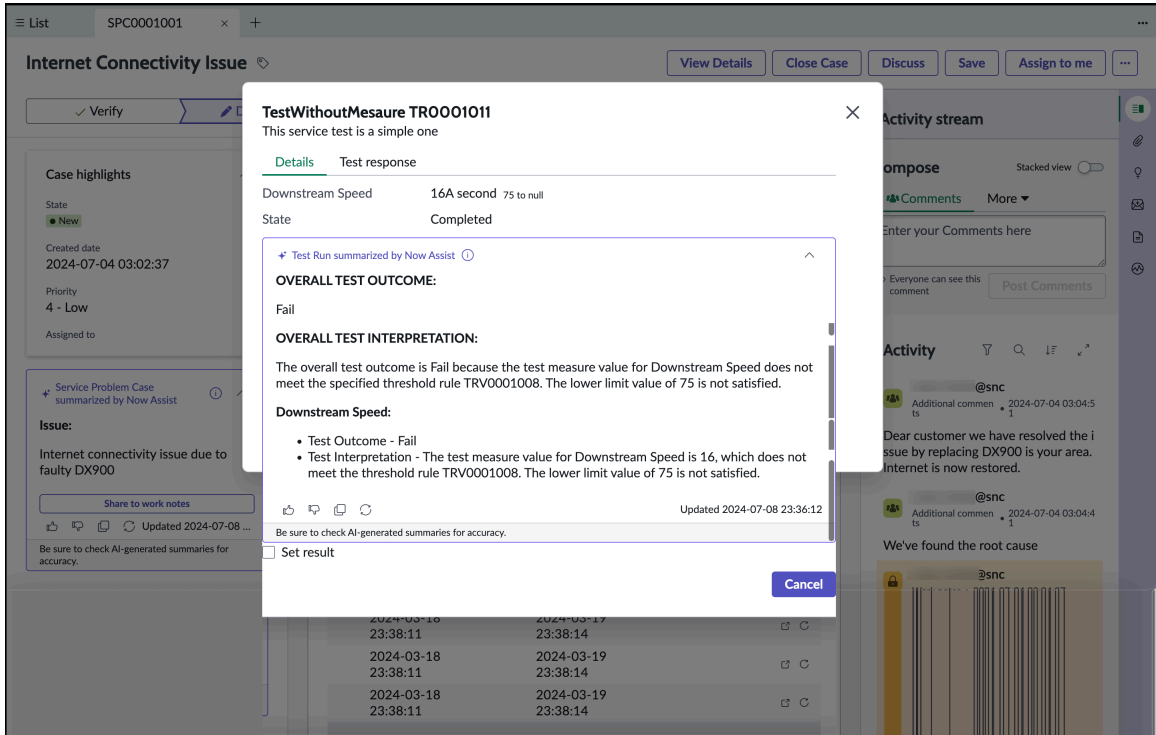 List
SPC0001001
Internet Connectivity Issue
View Details
Close Case
Discuss
Save
Assign to me
Verify
Case highlights
State
New
Created date
2024-07-04 03:02:37
Priority
4 - Low
Assigned to
Service Problem Case
summarized by Now Assist
Issue:
Internet connectivity issue due to
faulty DX900
Share to work notes
Updated 2024-07-08 ...
Be sure to check AI-generated summaries for
accuracy.
TestWithoutMesaure TR0001011
This service test is a simple one
Details
Test response
Downstream Speed 16A second 75 to null
State Completed
Test Run summarized by Now Assist
OVERALL TEST OUTCOME:
Fail
OVERALL TEST INTERPRETATION:
The overall test outcome is Fail because the test measure value for Downstream Speed does not
meet the specified threshold rule TRV0001008. The lower limit value of 75 is not satisfied.
Downstream Speed:
• Test Outcome - Fail
• Test Interpretation - The test measure value for Downstream Speed is 16, which does not
meet the threshold rule TRV0001008. The lower limit value of 75 is not satisfied.
Updated 2024-07-08 23:36:12
Be sure to check AI-generated summaries for accuracy.
Set result
Cancel
2024-03-18 2024-03-19
23:38:11 23:38:14
2024-03-18 2024-03-19
23:38:11 23:38:14
2024-03-18 2024-03-19
23:38:11 23:38:14
Activity stream
ompose
Stacked view
Comments
More
Enter your Comments here
Everyone can see this
comment
Post Comments
Activity
@snc
Additional commen • 2024-07-04 03:04:5
ts 1
Dear customer we have resolved the i
ssue by replacing DX900 is your area.
Internet is now restored.
@snc
Additional commen • 2024-07-04 03:04:4
ts 1
We've found the root cause
@snc